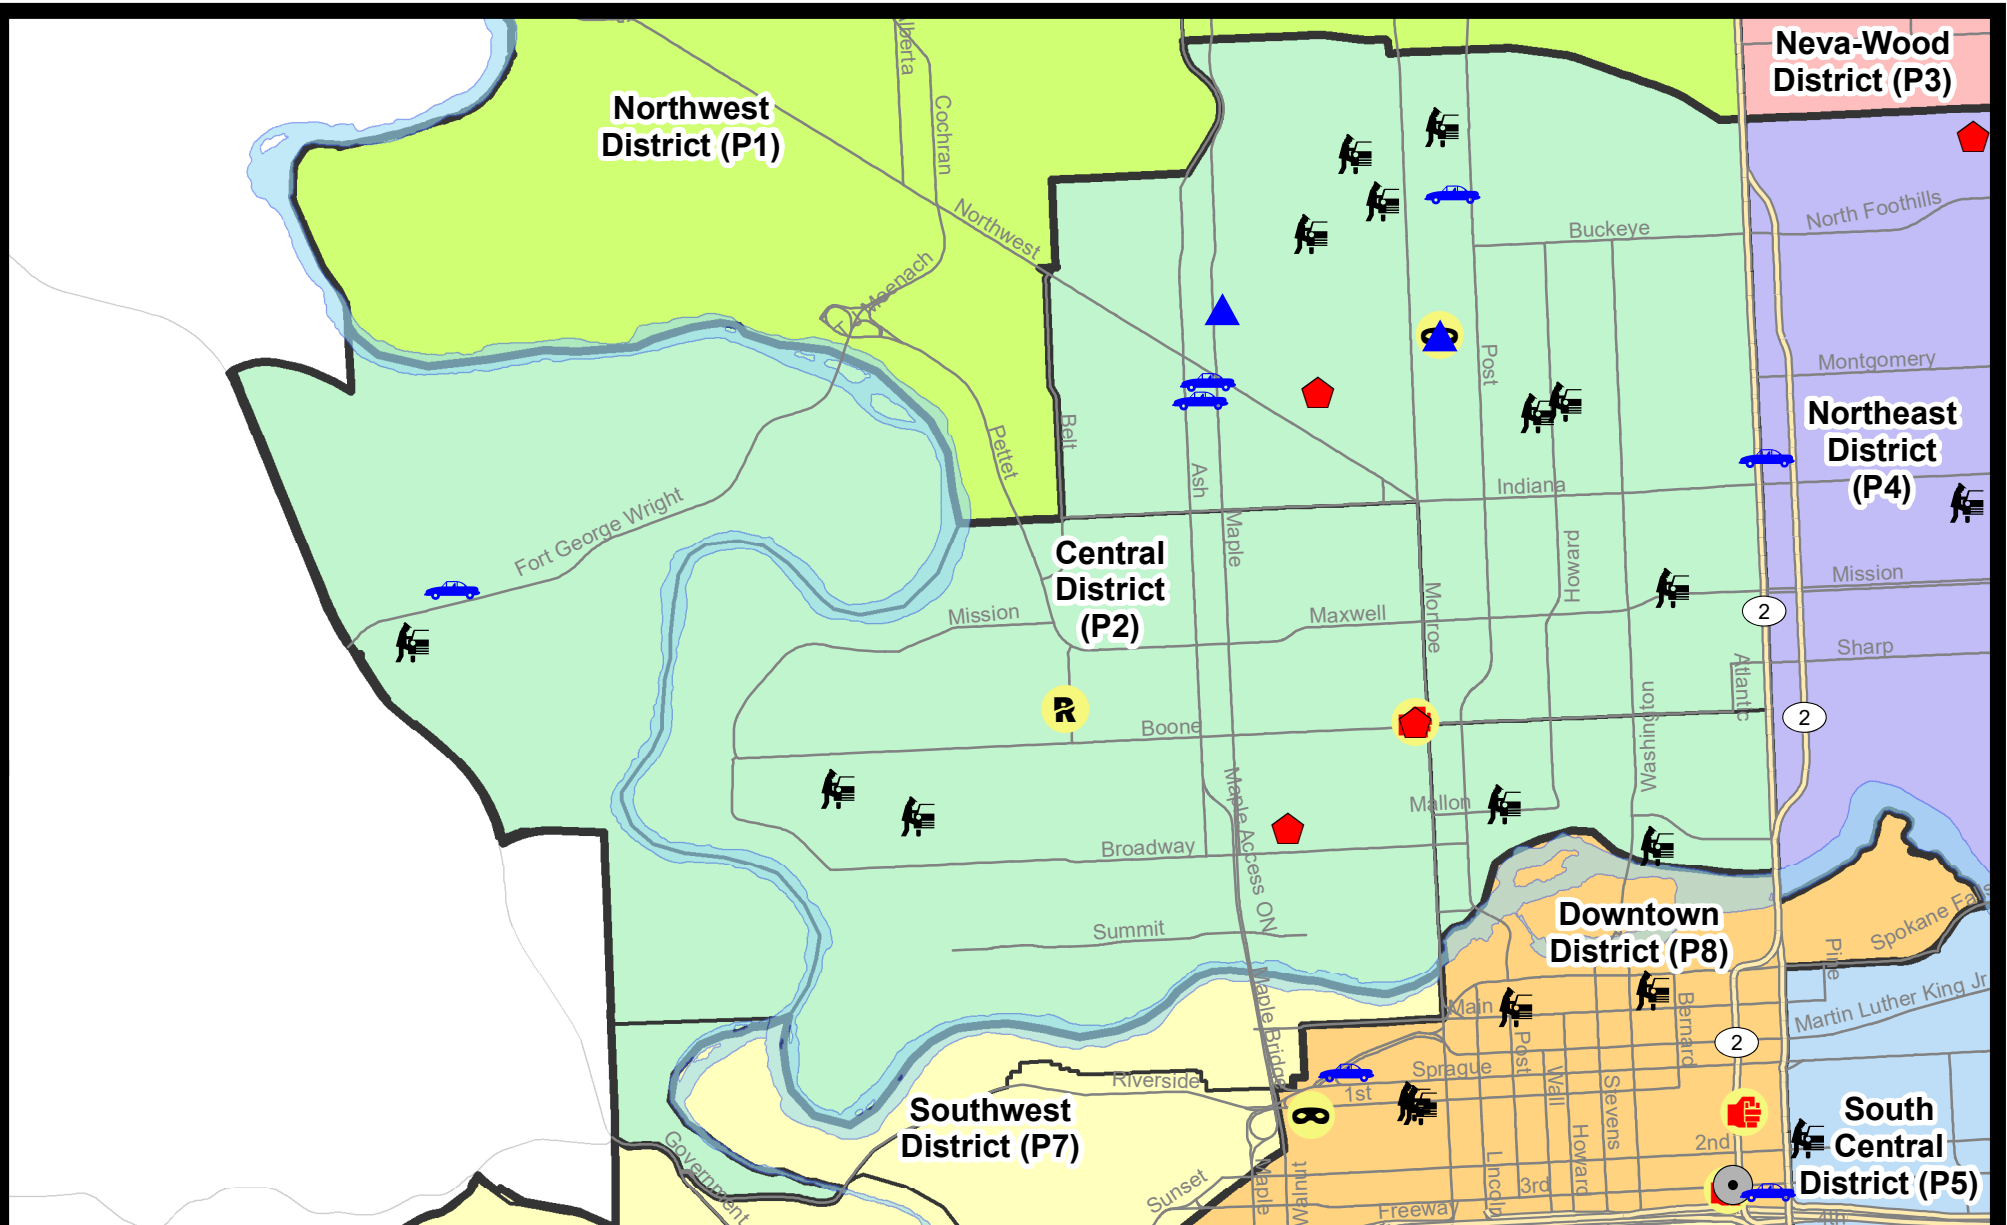 Neva-Wood
District (P3)
Northwest
District (P1)
Cochran
Northwest
North Foothills
Buckeye
Meenach
Post
Montgomery
Northeast
District
(P4)
Belt
Pettet
Ash
Indiana
Fort George Wright
Maple
Howard
Central
District
(P2)
Mission
Mission
Maxwell
Monroe
2
Sharp
Atlantic
R
Boone
2
Washington
Mallon
Maple Access ON
Broadway
Summit
Downtown
District (P8)
Pine
Main
Bernard
Martin Luther King Jr
Maple Bridge
Post
2
Sprague
Riverside
1st
Wall
Stevens
Southwest
District (P7)
South
Central
District (P5)
Government
2nd
Howard
Lincoln
3rd
Sunset
Maple
Walnut
Freeway
4th